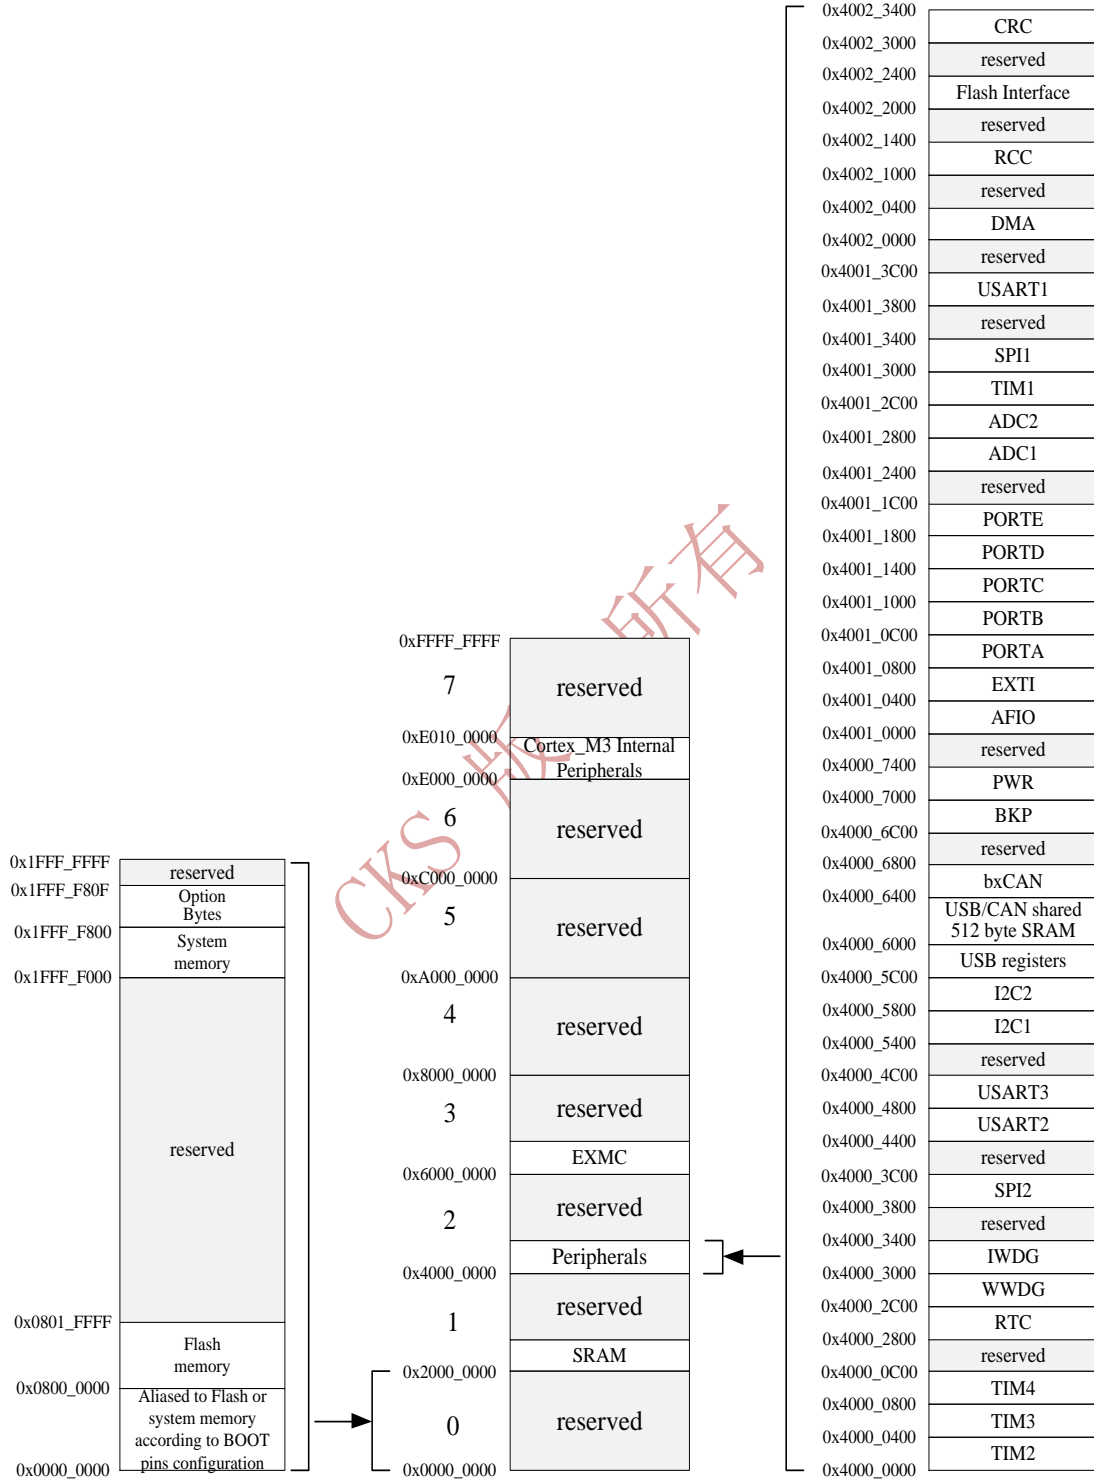 0x1FFF_FFFF
reserved
0x1FFF_F80F
Option
Bytes
0x1FFF_F800
System
memory
0x1FFF_F000
reserved
0x0801_FFFF
Flash
memory
0x0800_0000
Aliased to Flash or
system memory
according to BOOT
pins configuration
0x0000_0000
0xFFFF_FFFF
7
reserved
0xE010_0000
Cortex_M3 Internal
Peripherals
0xE000_0000
6
reserved
0xC000_0000
5
reserved
0xA000_0000
4
reserved
0x8000_0000
3
reserved
EXMC
0x6000_0000
2
reserved
Peripherals
0x4000_0000
1
reserved
SRAM
0x2000_0000
0
reserved
0x0000_0000
0x4002_3400
CRC
0x4002_3000
reserved
0x4002_2400
Flash Interface
0x4002_2000
reserved
0x4002_1400
RCC
0x4002_1000
reserved
0x4002_0400
DMA
0x4002_0000
reserved
0x4001_3C00
USART1
0x4001_3800
reserved
0x4001_3400
SPI1
0x4001_3000
TIM1
0x4001_2C00
ADC2
0x4001_2800
ADC1
0x4001_2400
reserved
0x4001_1C00
PORTE
0x4001_1800
PORTD
0x4001_1400
PORTC
0x4001_1000
PORTB
0x4001_0C00
PORTA
0x4001_0800
EXTI
0x4001_0400
AFIO
0x4001_0000
reserved
0x4000_7400
PWR
0x4000_7000
BKP
0x4000_6C00
reserved
0x4000_6800
bxCAN
0x4000_6400
USB/CAN shared
512 byte SRAM
0x4000_6000
USB registers
0x4000_5C00
I2C2
0x4000_5800
I2C1
0x4000_5400
reserved
0x4000_4C00
USART3
0x4000_4800
USART2
0x4000_4400
reserved
0x4000_3C00
SPI2
0x4000_3800
reserved
0x4000_3400
IWDG
0x4000_3000
WWDG
0x4000_2C00
RTC
0x4000_2800
reserved
0x4000_0C00
TIM4
0x4000_0800
TIM3
0x4000_0400
TIM2
0x4000_0000
CKS 版 所有